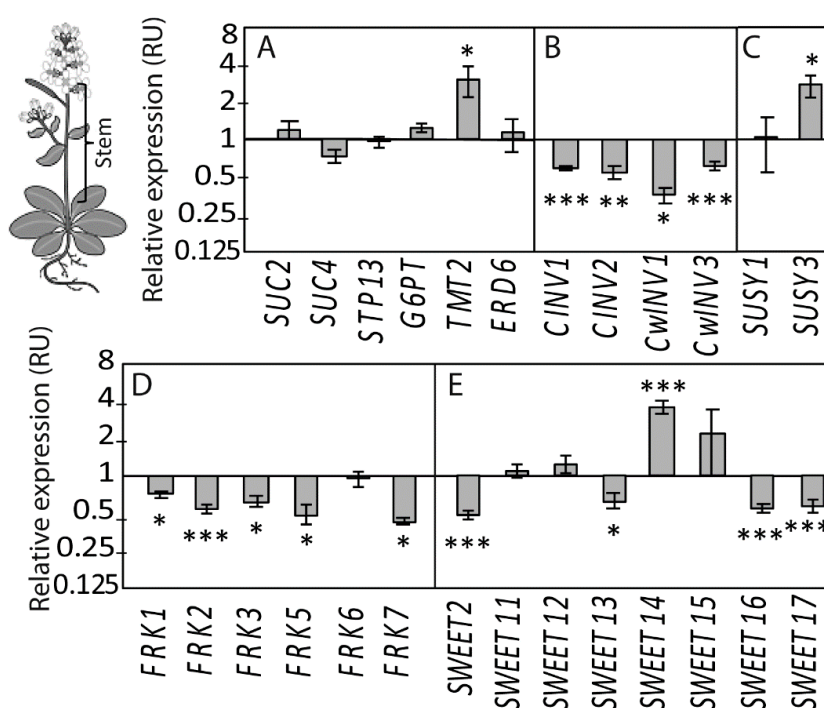 Stem
Relative expression (RU)
8
4
2
1
0.5
0.25
0.125
A
*
B
***
**
*
***
C
*
SUC2
SUC4
STP13
G6PT
TMT2
ERD6
CINV1
CINV2
CwINV1
CwINV3
SUSY1
SUSY3
Relative expression (RU)
8
4
2
1
0.5
0.25
0.125
D
*
***
*
*
*
E
***
*
***
***
***
FRK1
FRK2
FRK3
FRK5
FRK6
FRK7
SWEET2
SWEET11
SWEET12
SWEET13
SWEET14
SWEET15
SWEET16
SWEET17